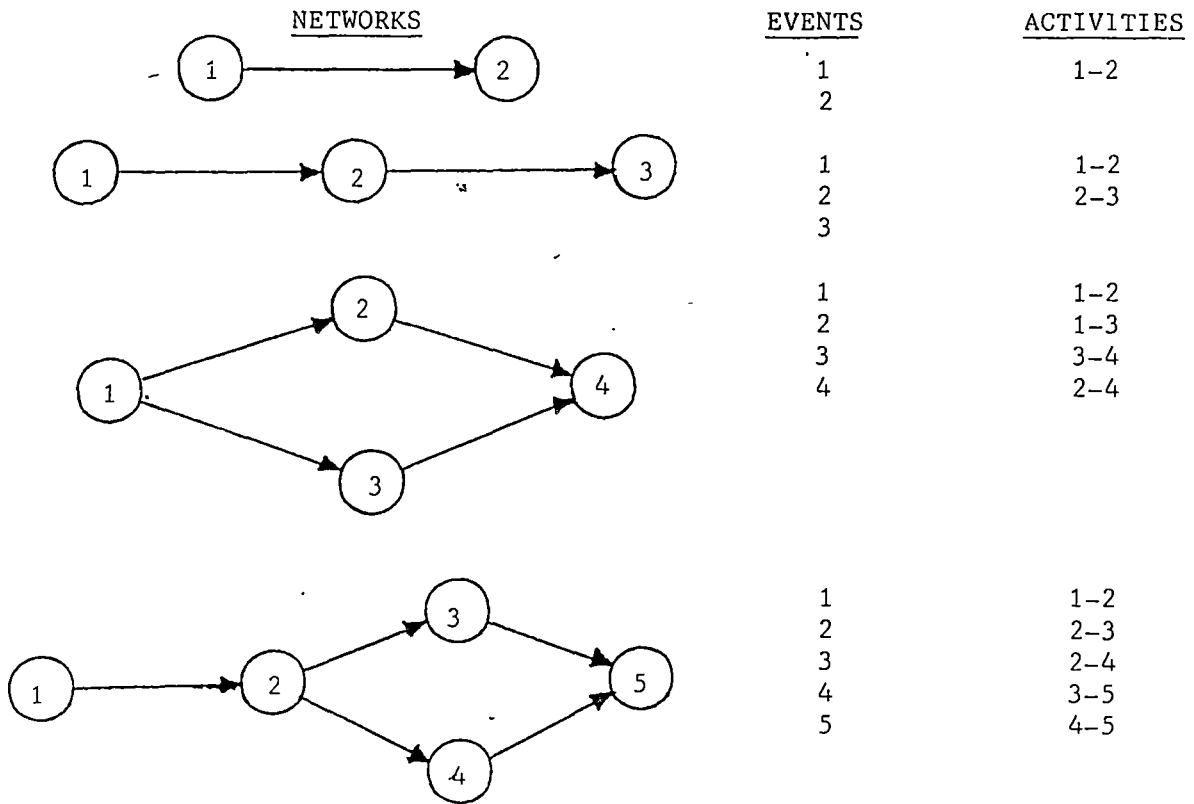 NETWORKS EVENTS ACTIVITIES
1 2 1 1-2
2
1 2 3 1 1-2
2 2-3
3
2 1 1-2
2 1-3
1 4 3 3-4
4 2-4
3
3 1 1-2
2 2-3
1 2 5 3 2-4
4 3-5
5 4-5
4